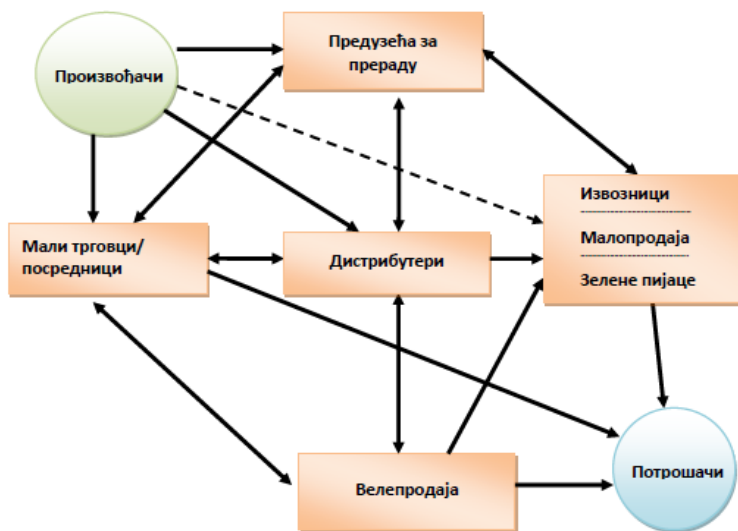 Произвођачи
Предузећа за
прераду
Извозници
Малопродаја
Зелене пијаце
Мали трговци/
посредници
Дистрибутери
Велепродаја
Потрошачи